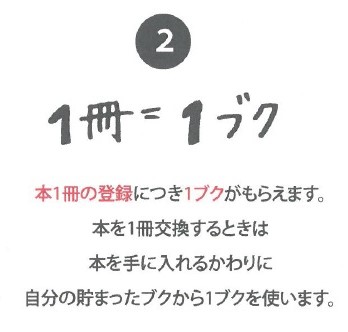 2
1冊=1ブク
本1冊の登録につき1ブクがもらえます。
本を1冊交換するときは
本を手に入れるかわりに
自分の貯まったブクから1ブクを使います。